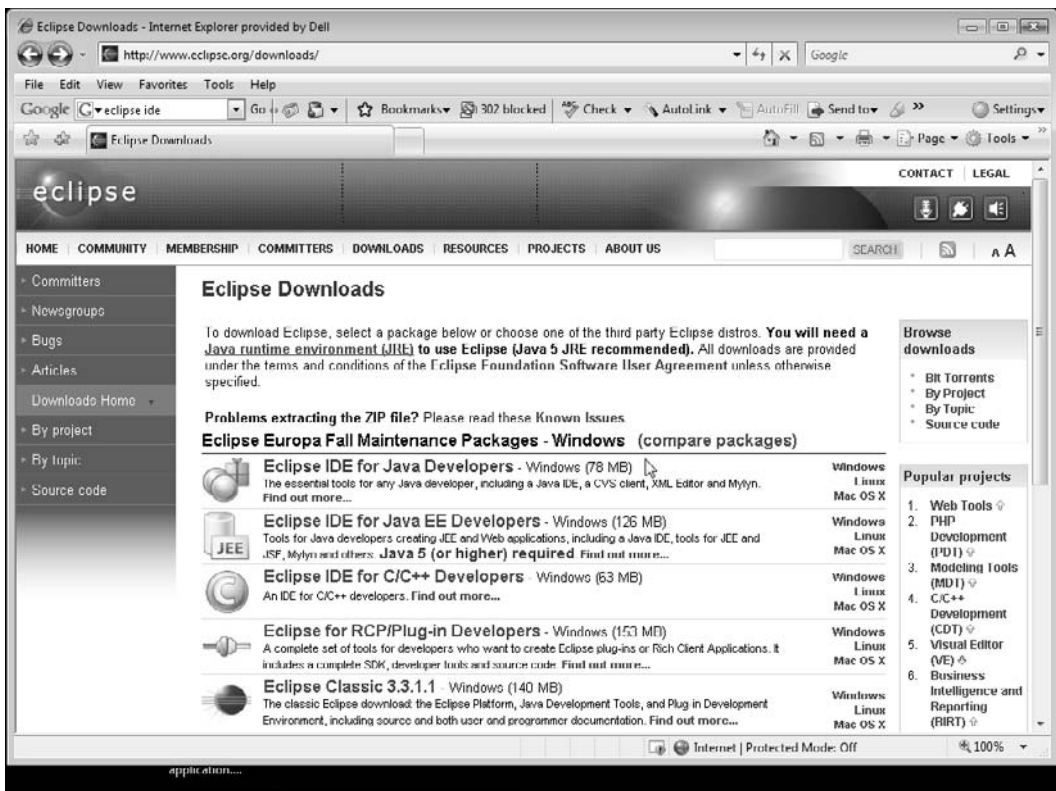 Eclipse Downloads - Internet Explorer provided by Dell
http://www.eclipse.org/downloads/
Google
File Edit View Favorites Tools Help
Google eclipse ide Go Bookmarks 302 blocked Check AutoLink AutoFill Send to Settings
Eclipse Downloads
Page Tools
eclipse
CONTACT LEGAL
HOME COMMUNITY MEMBERSHIP COMMITTERS DOWNLOADS RESOURCES PROJECTS ABOUT US SEARCH A A
Committers
Newsgroups
Bugs
Articles
Downloads Home
By project
By topic
Source code
Eclipse Downloads
To download Eclipse, select a package below or choose one of the third party Eclipse distros. You will need a
Java runtime environment (JRE) to use Eclipse (Java 5 JRE recommended). All downloads are provided
under the terms and conditions of the Eclipse Foundation Software User Agreement unless otherwise
specified.
Problems extracting the ZIP file? Please read these Known Issues
Eclipse Europa Fall Maintenance Packages - Windows (compare packages)
Eclipse IDE for Java Developers - Windows (78 MB)
The essential tools for any Java developer, including a Java IDE, a CVS client, XML Editor and Mylyn.
Find out more...
Windows
Linux
Mac OS X
Eclipse IDE for Java EE Developers - Windows (126 MB)
Tools for Java developers creating JEE and Web applications, including a Java IDE, tools for JEE and
JSF, Mylyn and others. Java 5 (or higher) required Find out more...
JEE
Windows
Linux
Mac OS X
Eclipse IDE for C/C++ Developers - Windows (63 MB)
An IDE for C/C++ developers. Find out more...
Windows
Linux
Mac OS X
Eclipse for RCP/Plug-in Developers - Windows (153 MB)
A complete set of tools for developers who want to create Eclipse plug-ins or Rich Client Applications. It
includes a complete SDK, developer tools and source code. Find out more...
Windows
Linux
Mac OS X
Eclipse Classic 3.3.1.1 - Windows (140 MB)
The classic Eclipse download: the Eclipse Platform, Java Development Tools, and Plug-in Development
Environment, including source and both user and programmer documentation. Find out more...
Windows
Linux
Mac OS X
Browse
downloads
Bit Torrents
By Project
By Topic
Source code
Popular projects
1. Web Tools
2. PHP
Development
(PDT)
3. Modeling Tools
(MDT)
4. C/C++
Development
(CDT)
5. Visual Editor
(VE)
6. Business
Intelligence and
Reporting
(BIRT)
Internet | Protected Mode: Off
100%
application....